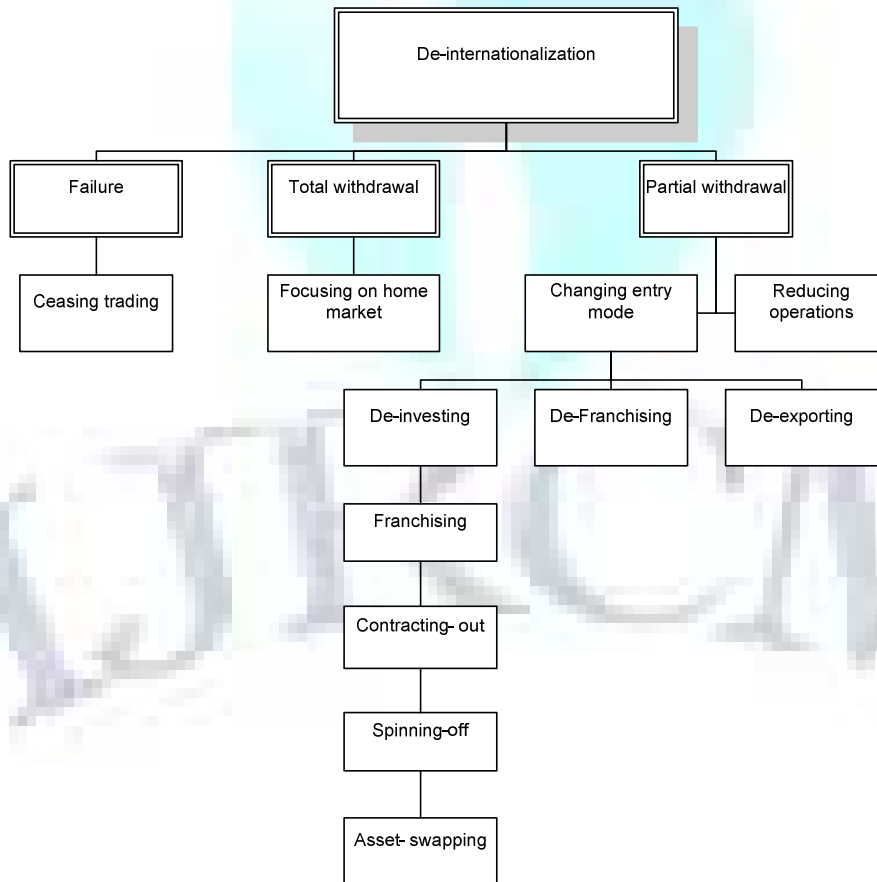 De-internationalization
Failure
Total withdrawal
Partial withdrawal
Ceasing trading
Focusing on home
market
Changing entry
mode
Reducing
operations
De-investing
De-Franchising
De-exporting
Franchising
Contracting- out
Spinning-off
Asset- swapping